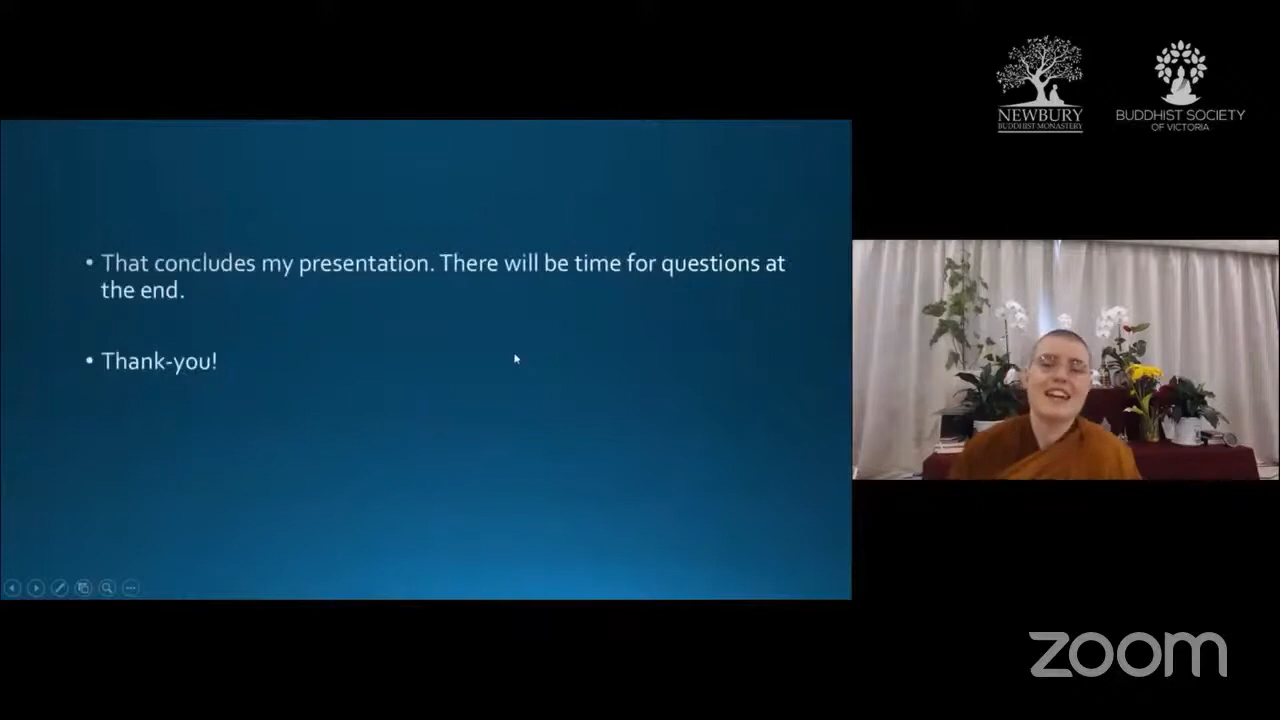 NEWBURY
BUDDHIST MONASTERY
BUDDHIST SOCIETY
OF VICTORIA
• That concludes my presentation. There will be time for questions at
the end.
• Thank-you!
zoom